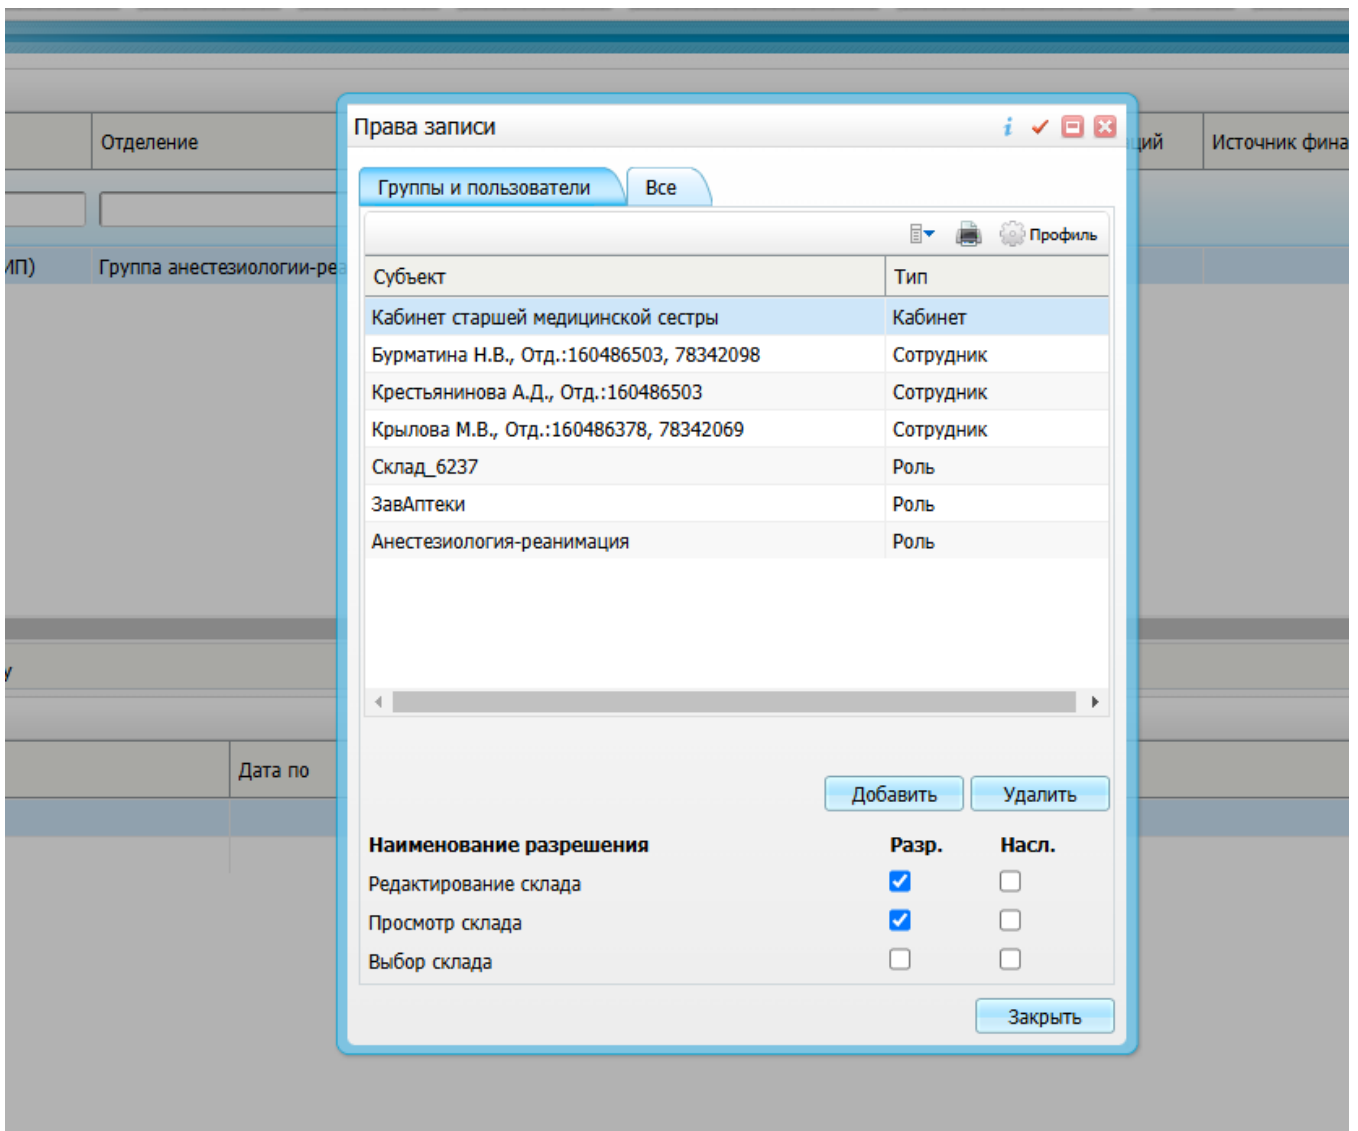 Права записи
Отделение
ций
Источник фина
Группы и пользователи
Все
Профиль
Субъект
Тип
ИП)
Группа анестезиологии-реа
Кабинет старшей медицинской сестры
Кабинет
Бурматина Н.В., Отд.:160486503, 78342098
Сотрудник
Крестьянинова А.Д., Отд.:160486503
Сотрудник
Крылова М.В., Отд.:160486378, 78342069
Сотрудник
Склад_6237
Роль
ЗавАптеки
Роль
Анестезиология-реанимация
Роль
у
Дата по
Добавить
Удалить
Наименование разрешения
Разр.
Насл.
Редактирование склада
Просмотр склада
Выбор склада
Закрыть